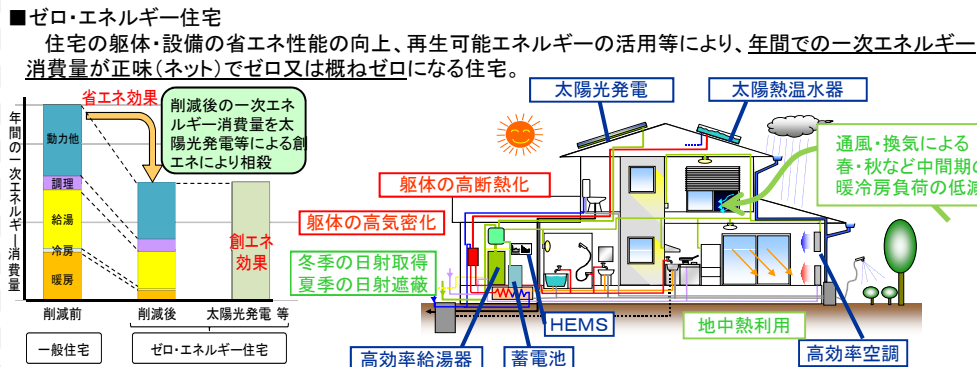 ■ゼロ・エネルギー住宅
住宅の躯体・設備の省エネ性能の向上、再生可能エネルギーの活用等により、年間での一次エネルギー
消費量が正味(ネット)でゼロ又は概ねゼロになる住宅。
年間の一次エネルギー消費量
省エネ効果
削減後の一次エネ
ルギー消費量を太
陽光発電等による創
エネにより相殺
動力他
調理
給湯
冷房
暖房
創エネ
効果
削減前
削減後
太陽光発電 等
一般住宅
ゼロ・エネルギー住宅
太陽光発電
太陽熱温水器
通風・換気による
春・秋など中間期の
暖冷房負荷の低減
躯体の高断熱化
躯体の高気密化
冬季の日射取得
夏季の日射遮蔽
HEMS
地中熱利用
高効率給湯器
蓄電池
高効率空調